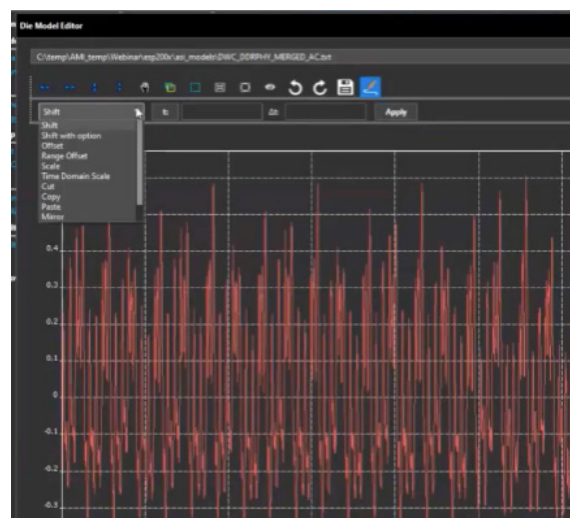 Die Model Editor
C:\temp\AMI_temp\Webinar\esp200x\asi_models\DWC_DDRPHY_MERGED_AC.txt
Shift
t:
Δt:
Apply
Shift
Shift with option
Offset
Range Offset
Scale
Time Domain Scale
Cut
Copy
Paste
Mirror
0.4
0.3
0.2
0.1
0
-0.1
-0.2
-0.3